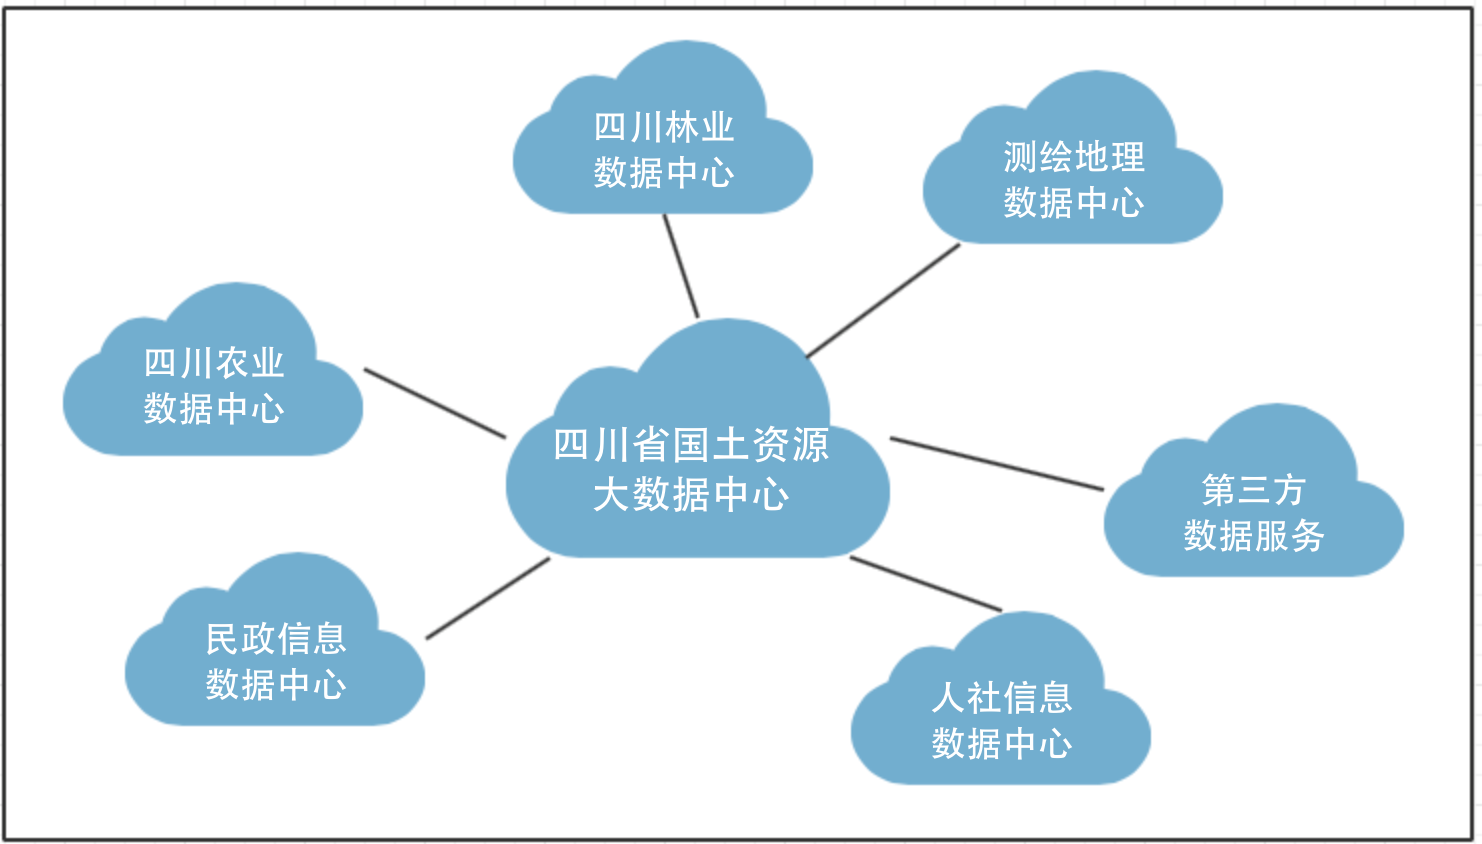 四川林业
数据中心
测绘地理
数据中心
四川农业
数据中心
四川省国土资源
大数据中心
第三方
数据服务
民政信息
数据中心
人社信息
数据中心